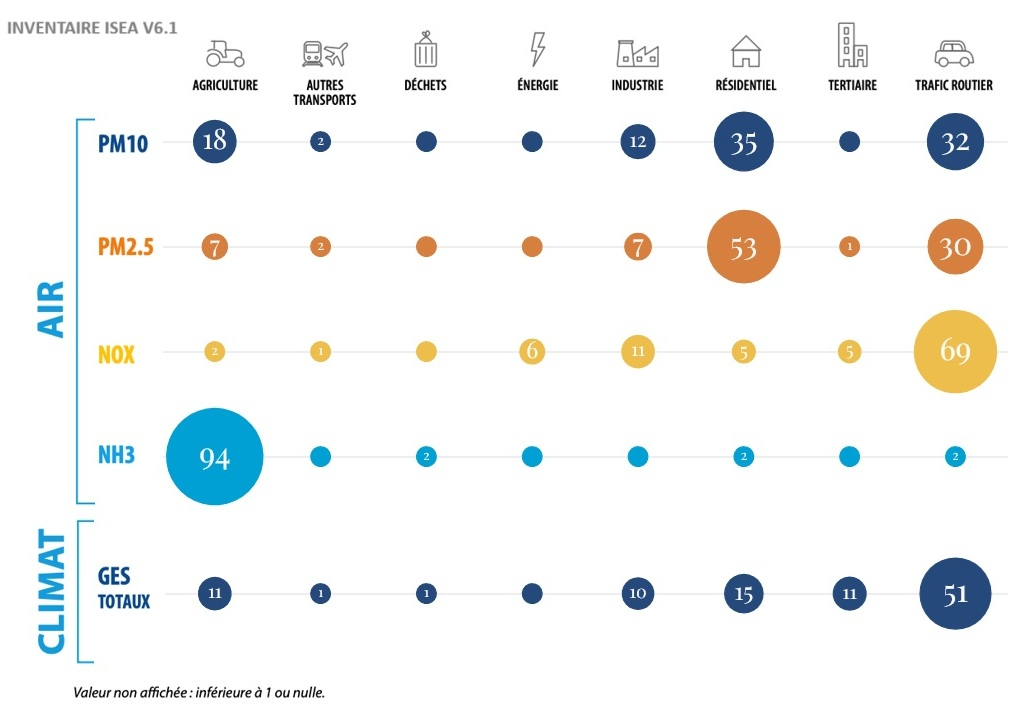 INVENTAIRE ISEA V6.1
AGRICULTURE
AUTRES
TRANSPORTS
DÉCHETS
ÉNERGIE
INDUSTRIE
RÉSIDENTIEL
TERTIAIRE
TRAFIC ROUTIER
AIR
PM10
18 2 12 35 32
PM2.5
7 2 7 53 1 30
NOX
2 1 6 11 5 5 69
NH3
94 2 2 2
CLIMAT
GES
TOTAUX
11 1 1 10 15 11 51
Valeur non affichée : inférieure à 1 ou nulle.